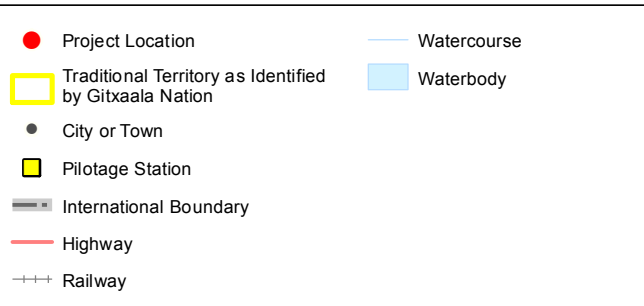 Project Location
Traditional Territory as Identified
by Gitxaala Nation
City or Town
Pilotage Station
International Boundary
Highway
Railway
Watercourse
Waterbody